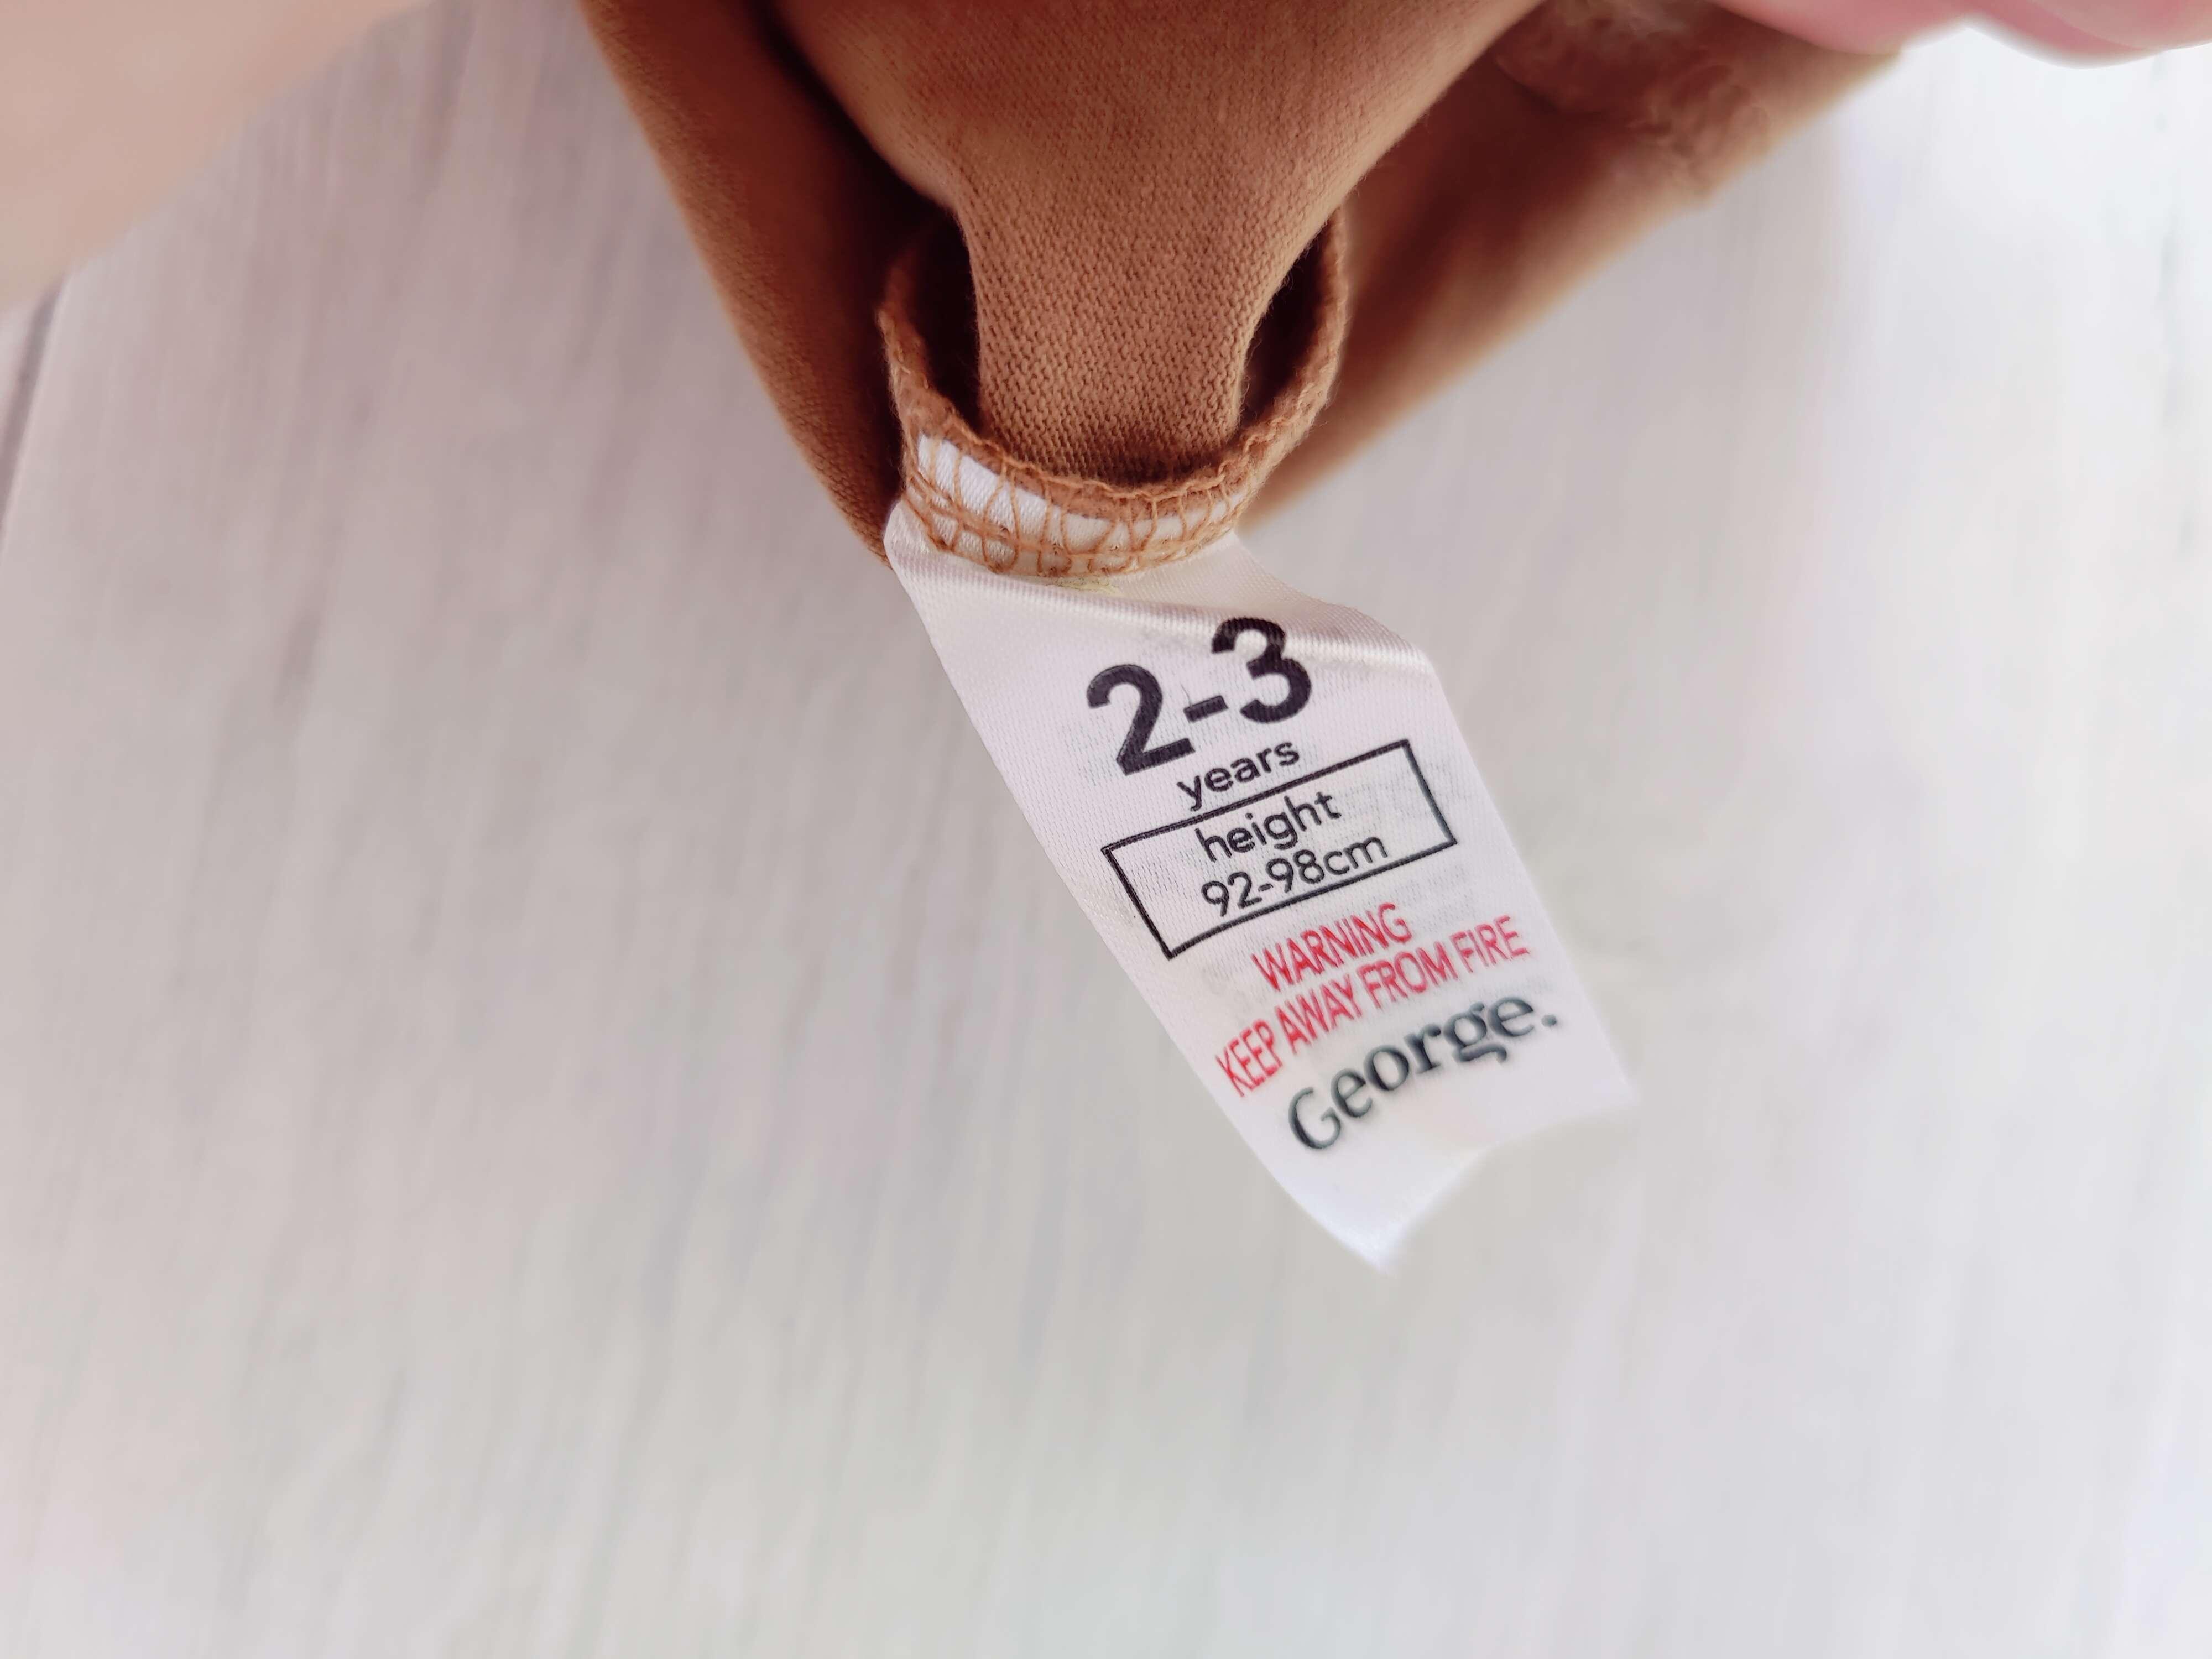 2-3
years
height
92-98cm
WARNING
KEEP AWAY FROM FIRE
George.